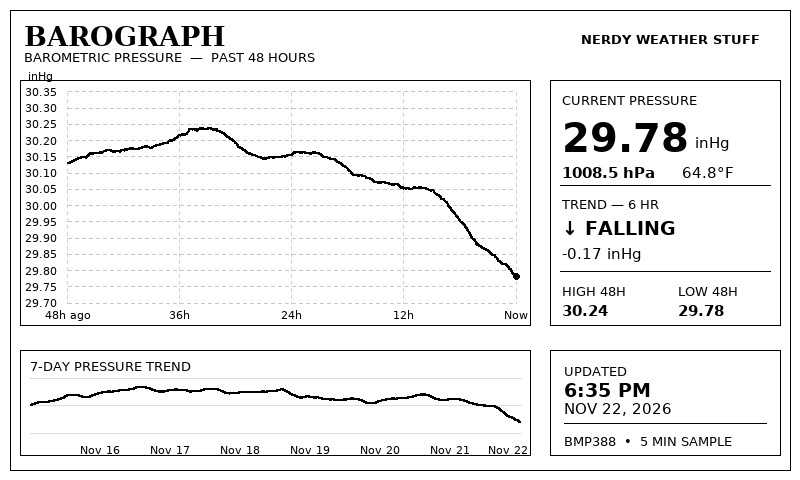 BAROGRAPH
BAROMETRIC PRESSURE — PAST 48 HOURS
NERDY WEATHER STUFF
inHg
30.35
30.30
30.25
30.20
30.15
30.10
30.05
30.00
29.95
29.90
29.85
29.80
29.75
29.70
48h ago 36h 24h 12h Now
CURRENT PRESSURE
29.78 inHg
1008.5 hPa 64.8°F
TREND — 6 HR
↓ FALLING
-0.17 inHg
HIGH 48H LOW 48H
30.24 29.78
7-DAY PRESSURE TREND
Nov 16 Nov 17 Nov 18 Nov 19 Nov 20 Nov 21 Nov 22
UPDATED
6:35 PM
NOV 22, 2026
BMP388 • 5 MIN SAMPLE